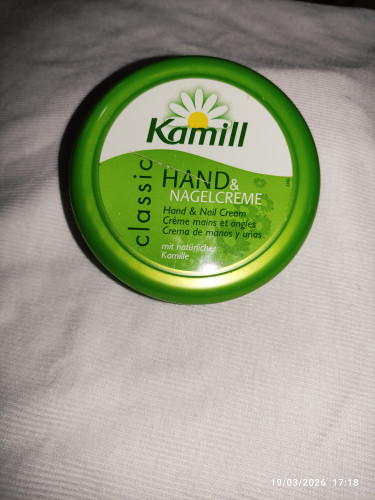 Kamill
classic
HAND &
NAGELCREME
Hand & Nail Cream
Crème mains et ongles
Crema de manos y uñas
mit natürlicher
Kamille
19/03/2026 17:18